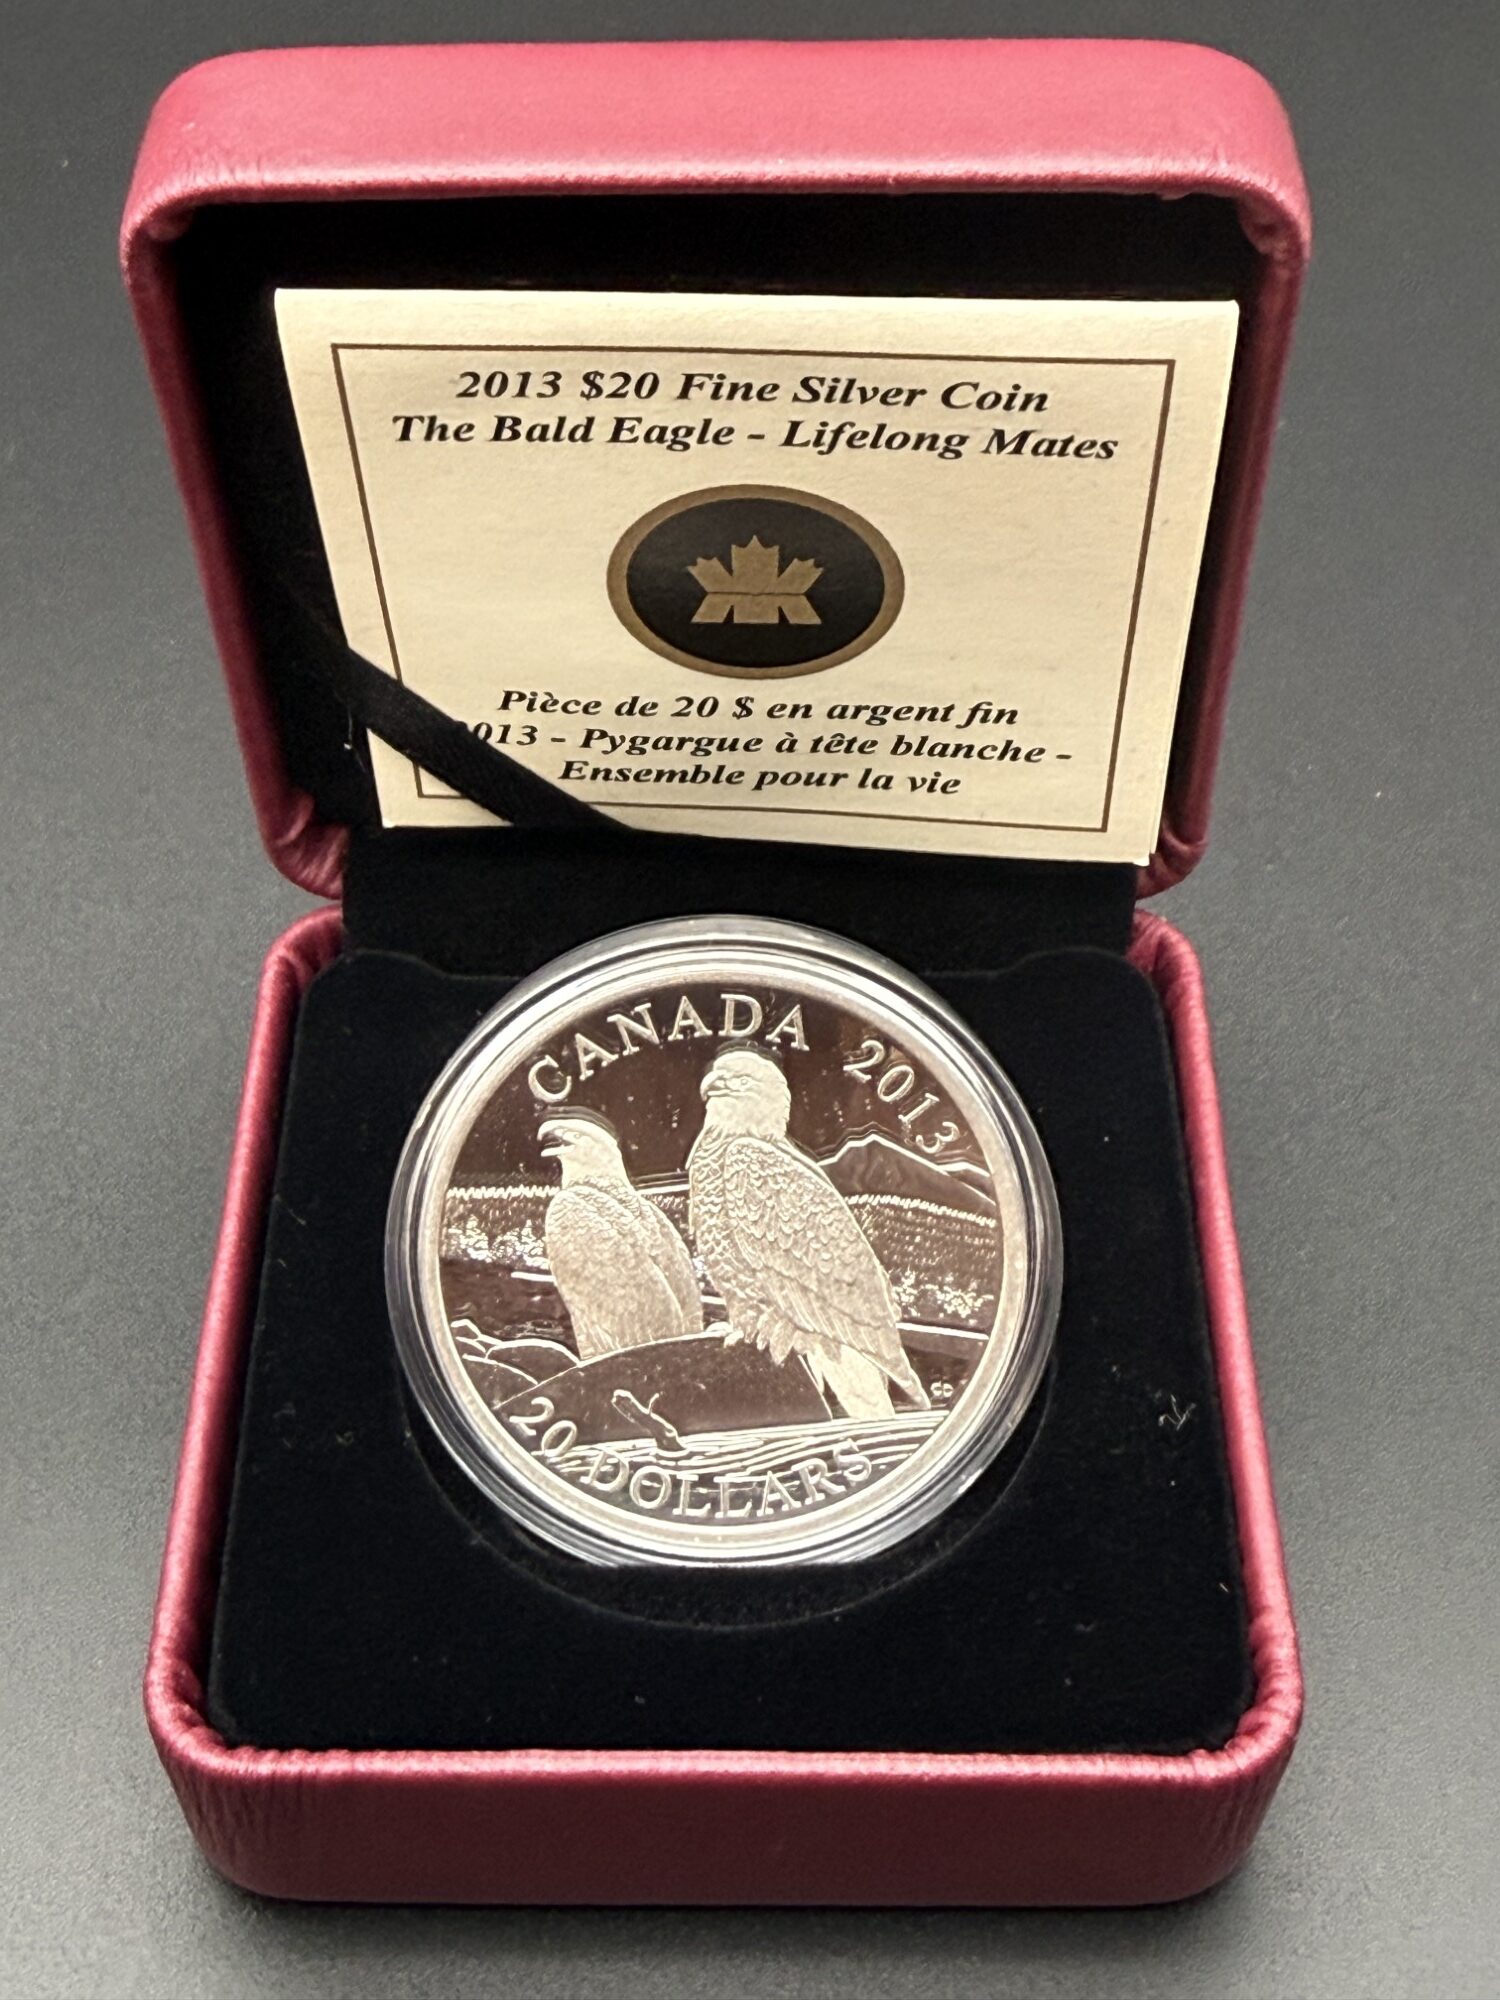 2013 $20 Fine Silver Coin
The Bald Eagle - Lifelong Mates
Pièce de 20 $ en argent fin
013 - Pygargue à tête blanche -
Ensemble pour la vie
CANADA 2013
CD
20 DOLLARS